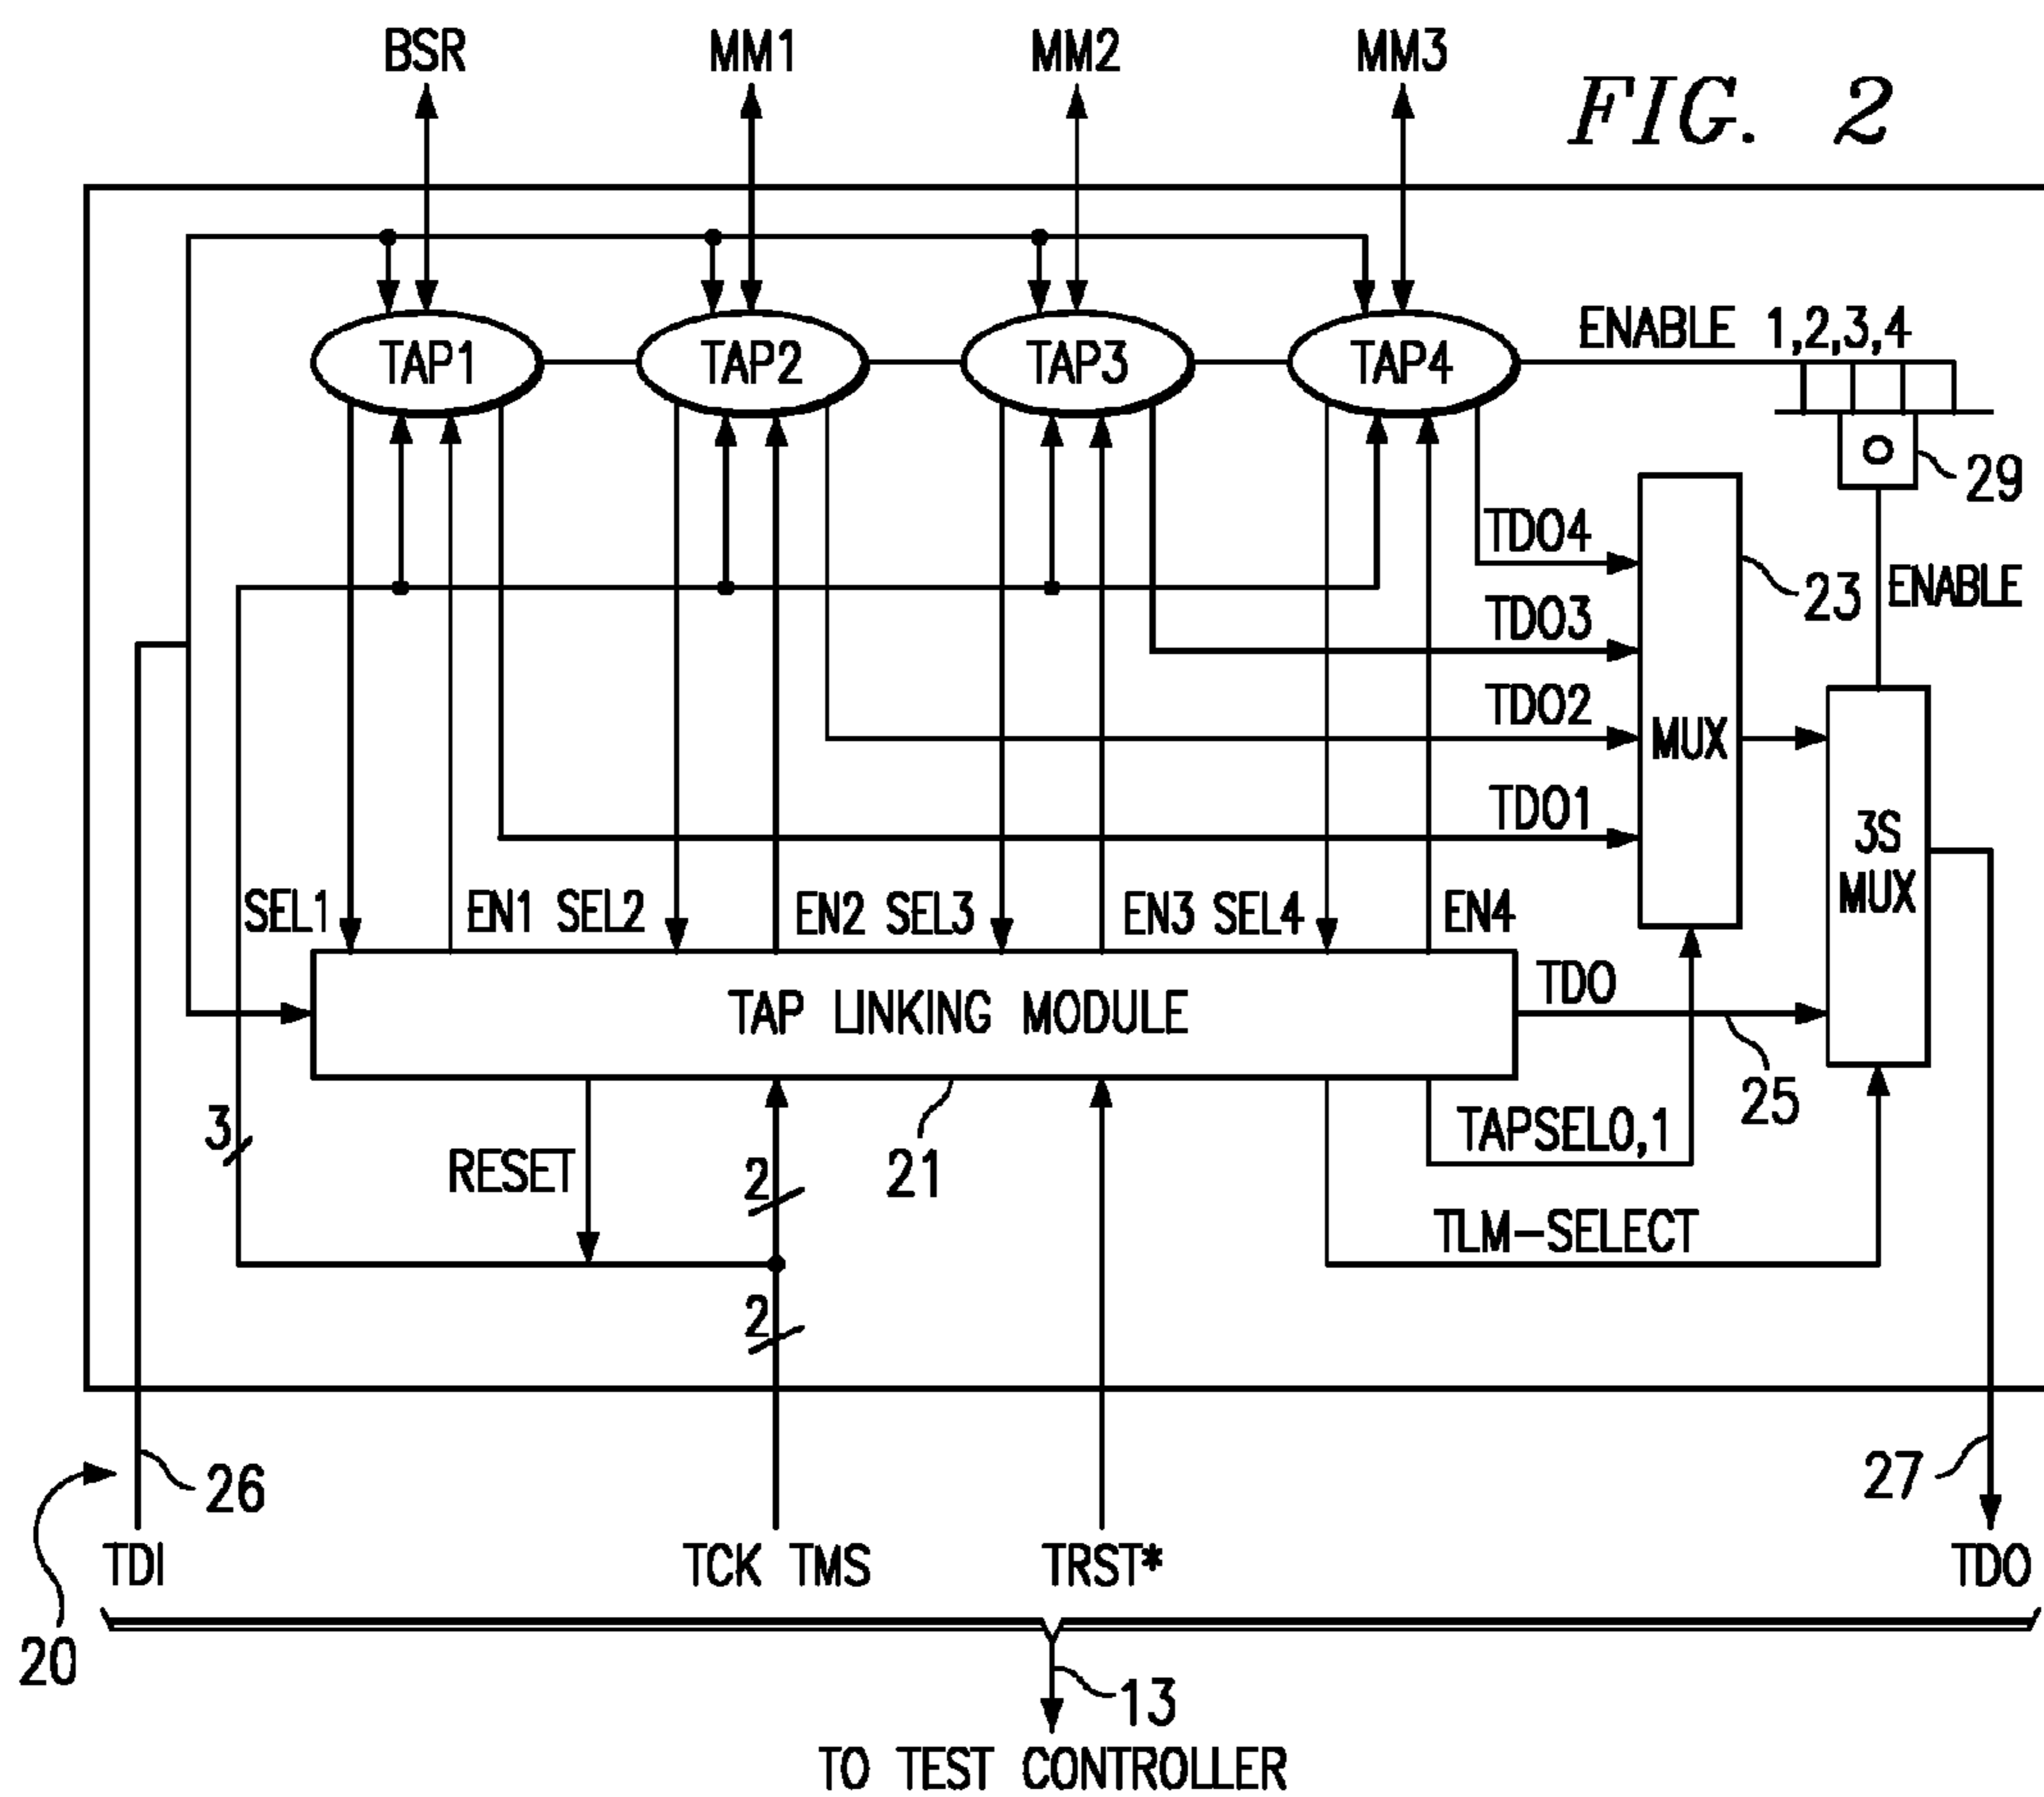 BSR MM1 MM2 MM3
FIG. 2
TAP1 TAP2 TAP3 TAP4
ENABLE 1,2,3,4
29
TDO4
23
ENABLE
TDO3
TDO2
MUX
TDO1
3S
MUX
SEL1 EN1 SEL2 EN2 SEL3 EN3 SEL4 EN4
TDO
TAP LINKING MODULE
25
3
RESET
2
21
TAPSEL0,1
TLM-SELECT
2
26
27
TDI
TCK TMS
TRST*
TDO
20
13
TO TEST CONTROLLER